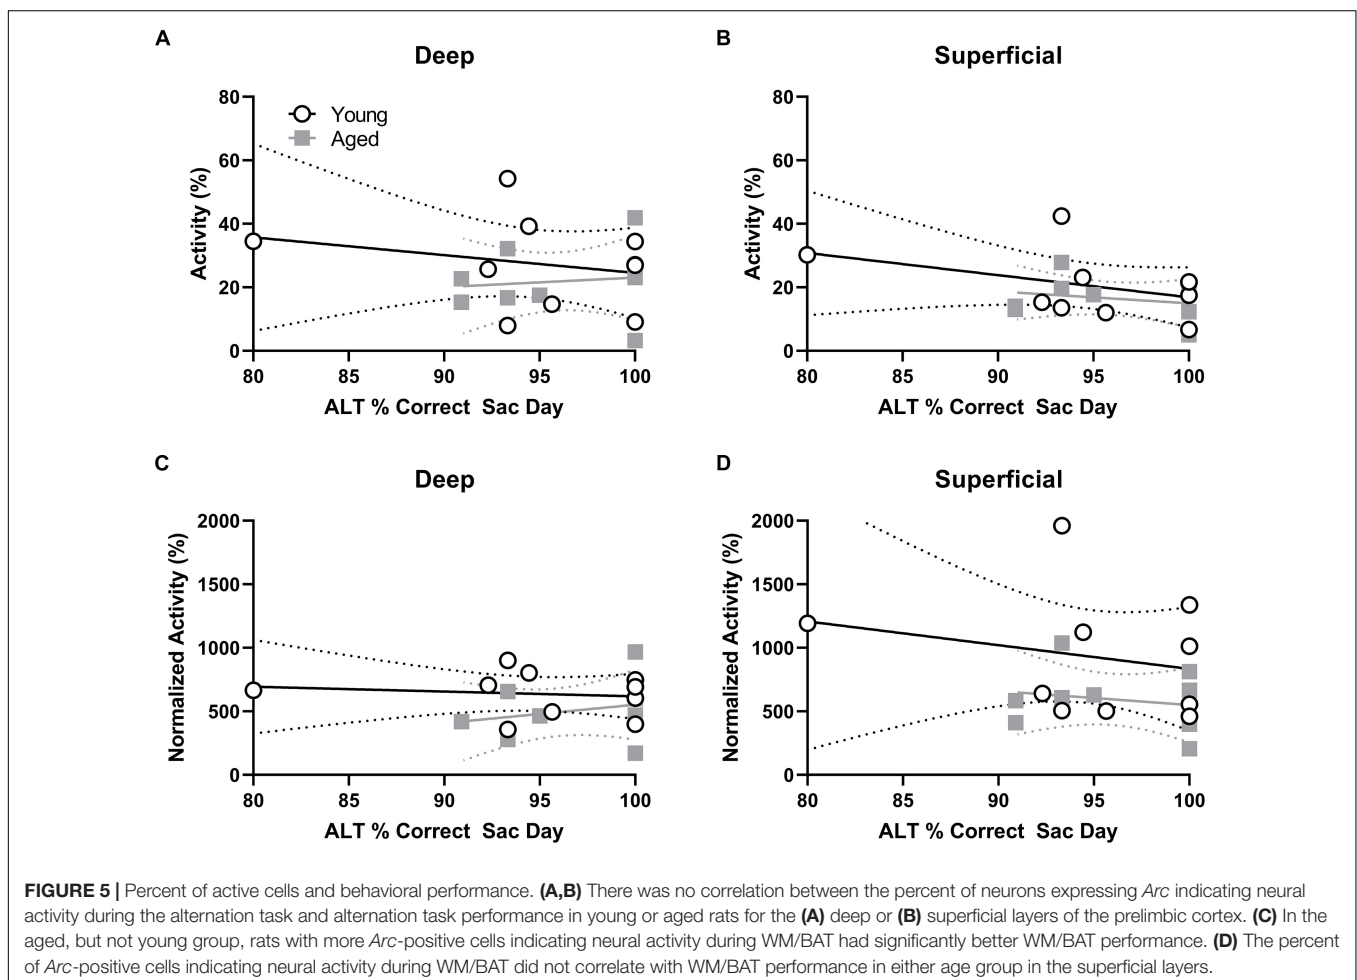 A
Deep
80
60
40
20
0
Activity (%)
Young
Aged
80 85 90 95 100
ALT % Correct Sac Day
B
Superficial
80
60
40
20
0
Activity (%)
80 85 90 95 100
ALT % Correct Sac Day
C
Deep
2000
1500
1000
500
0
Normalized Activity (%)
80 85 90 95 100
ALT % Correct Sac Day
D
Superficial
2000
1500
1000
500
0
Normalized Activity (%)
80 85 90 95 100
ALT % Correct Sac Day
FIGURE 5 | Percent of active cells and behavioral performance. (A,B) There was no correlation between the percent of neurons expressing Arc indicating neural
activity during the alternation task and alternation task performance in young or aged rats for the (A) deep or (B) superficial layers of the prelimbic cortex. (C) In the
aged, but not young group, rats with more Arc-positive cells indicating neural activity during WM/BAT had significantly better WM/BAT performance. (D) The percent
of Arc-positive cells indicating neural activity during WM/BAT did not correlate with WM/BAT performance in either age group in the superficial layers.